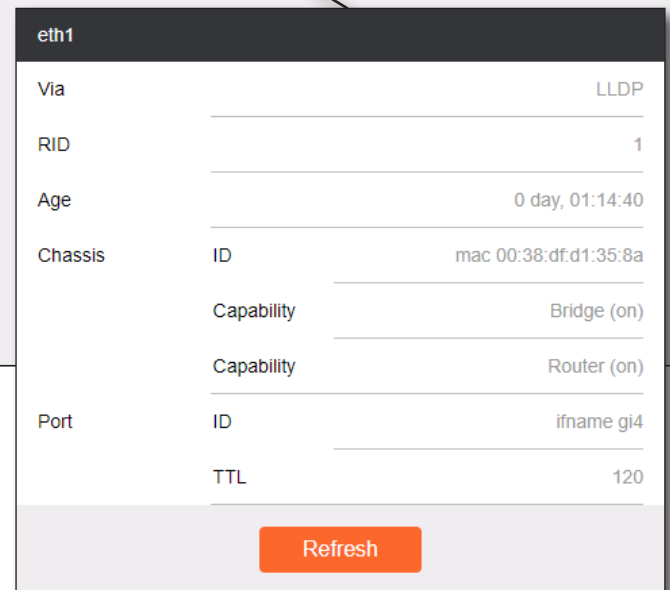 eth1
Via LLDP
RID 1
Age 0 day, 01:14:40
Chassis ID mac 00:38:df:d1:35:8a
Capability Bridge (on)
Capability Router (on)
Port ID ifname gi4
TTL 120
Refresh